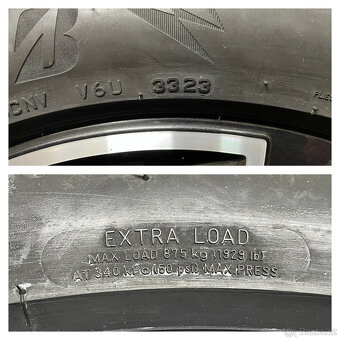 CNV V6U 3323
EXTRA LOAD
MAX LOAD 875 kg (1929 lb)
AT 340 kPa (50 psi) MAX PRESS.